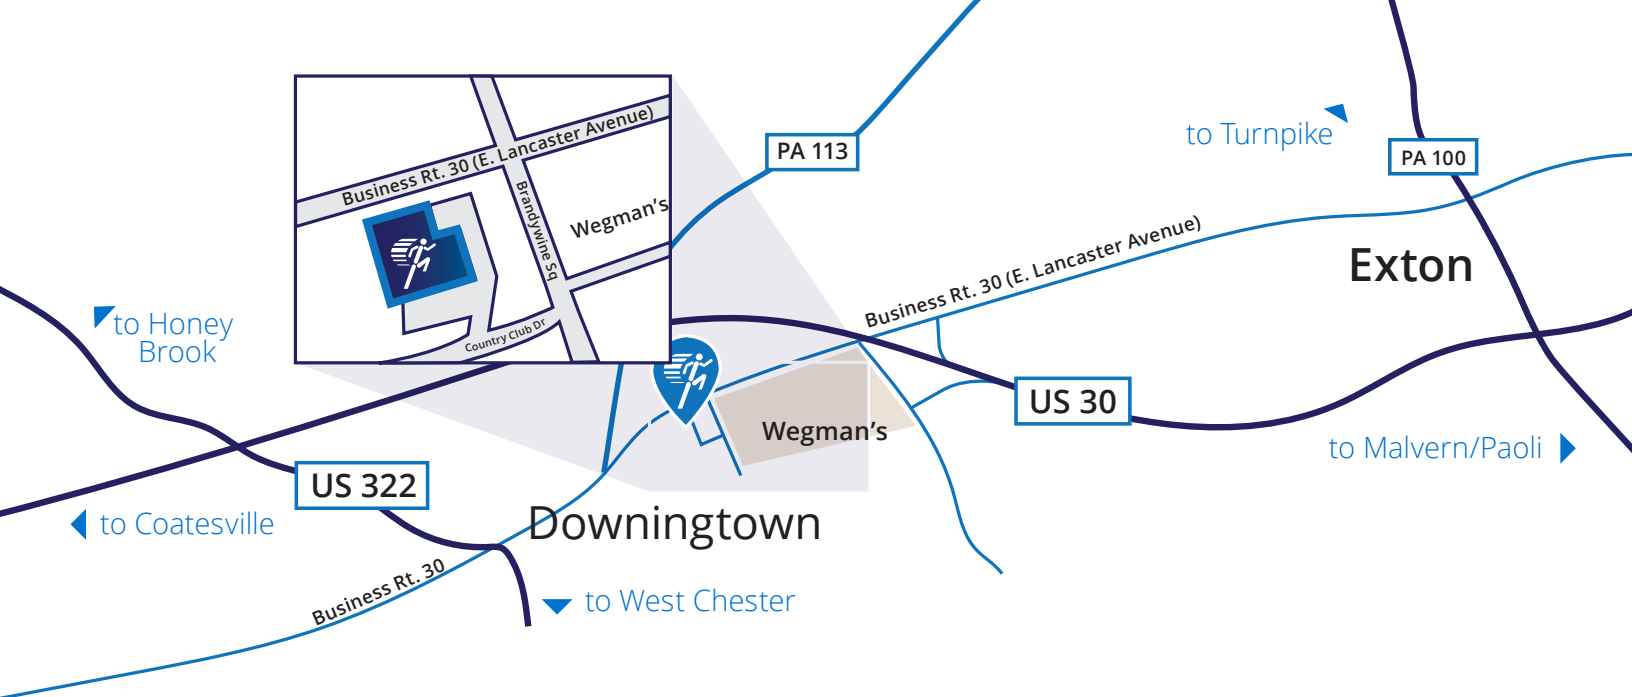 PA 113
to Turnpike
PA 100
Business Rt. 30 (E. Lancaster Avenue)
Brandywine Sq
Wegman's
Country Club Dr
Business Rt. 30 (E. Lancaster Avenue)
Exton
to Honey
Brook
US 30
Wegman's
to Malvern/Paoli
US 322
to Coatesville
Downingtown
Business Rt. 30
to West Chester